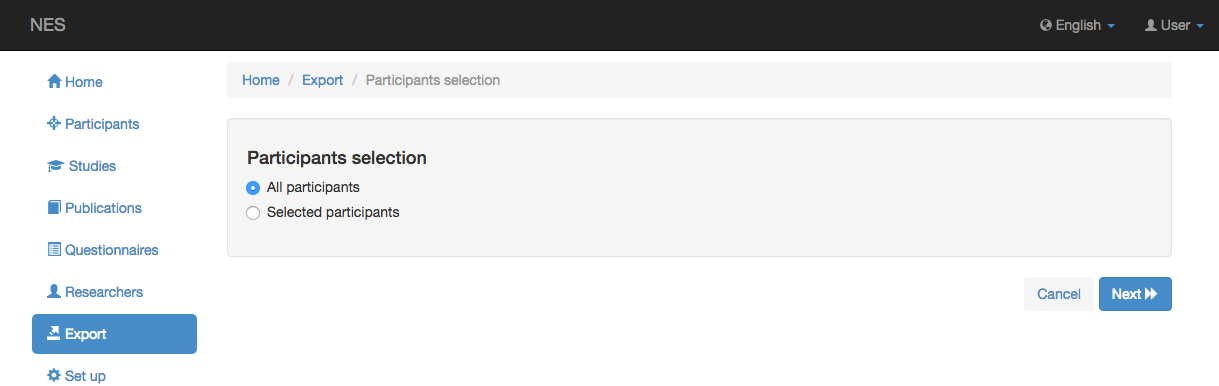 NES
English
User
Home
Participants
Studies
Publications
Questionnaires
Researchers
Export
Set up
Home / Export / Participants selection
Participants selection
All participants
Selected participants
Cancel
Next